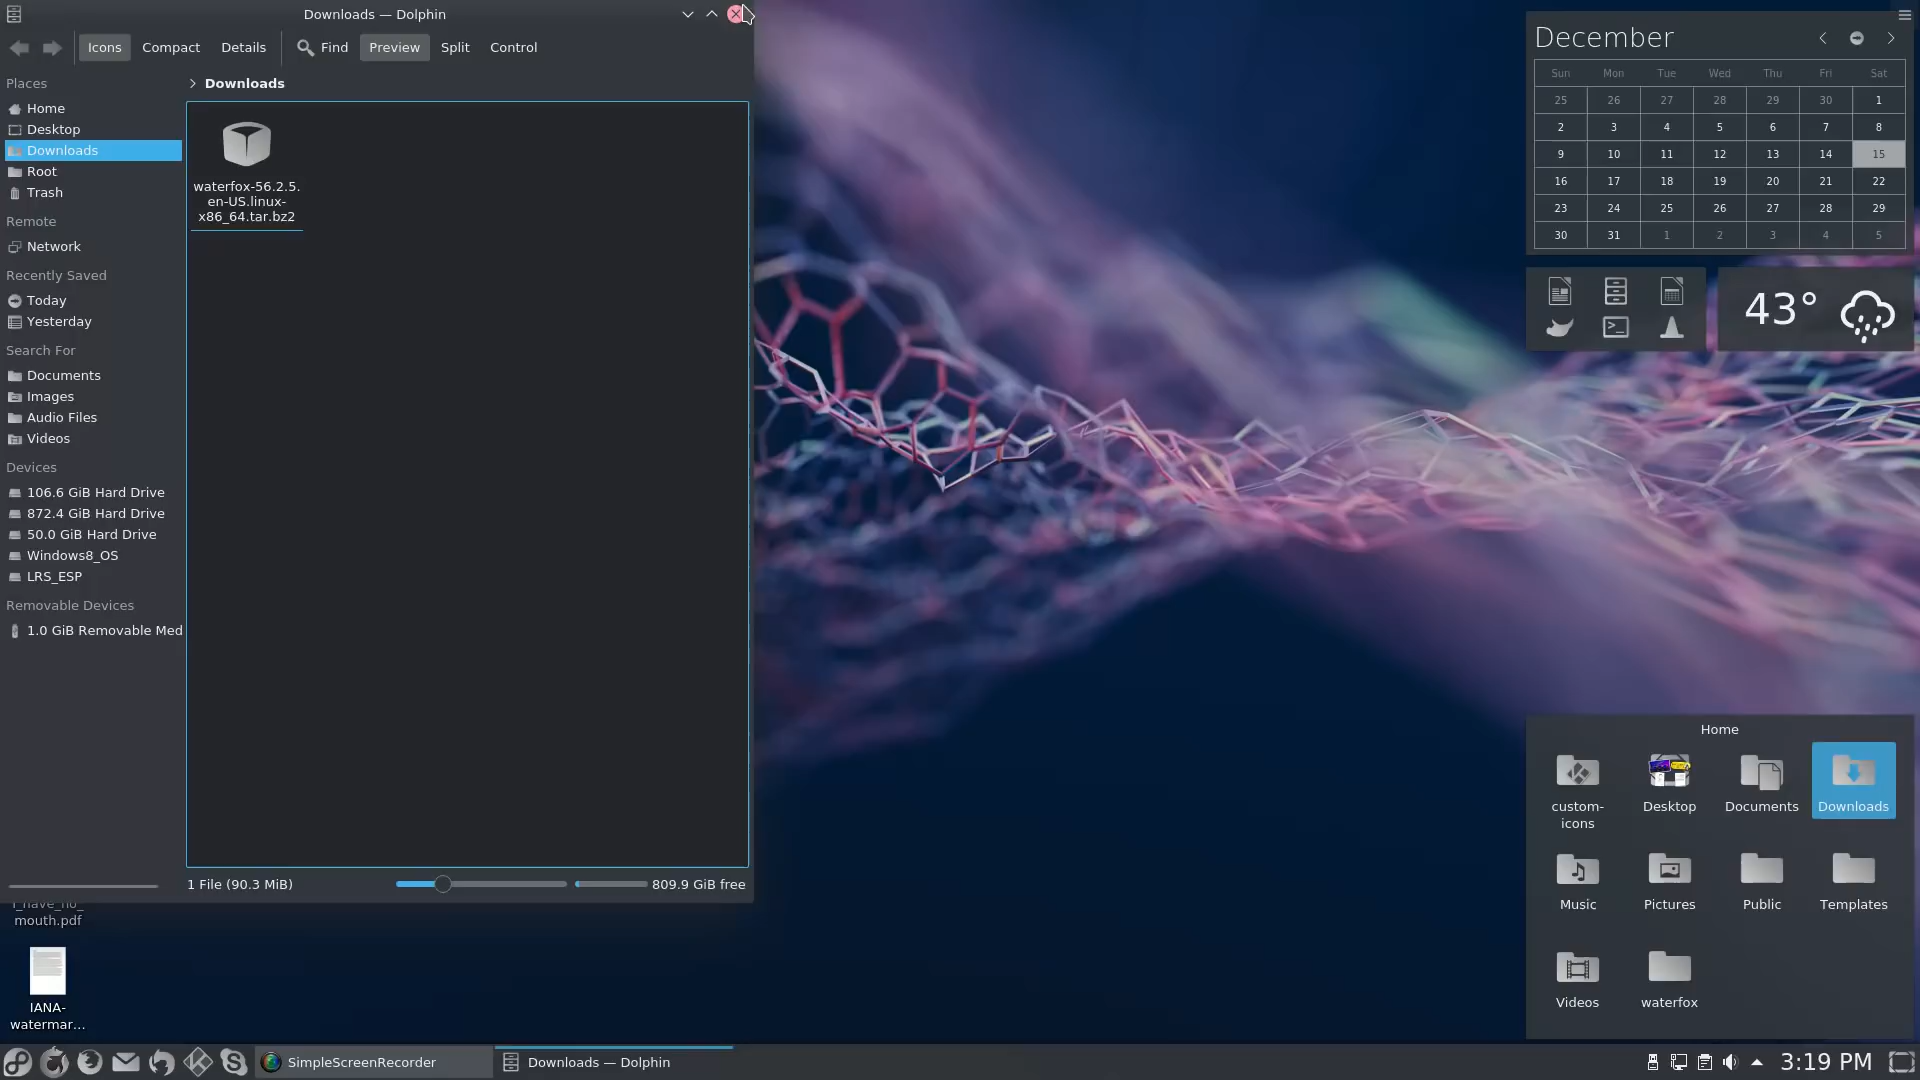 Downloads — Dolphin
Icons
Compact
Details
Find
Preview
Split
Control
Places
Home
Desktop
Downloads
Root
Trash
Remote
Network
Recently Saved
Today
Yesterday
Search For
Documents
Images
Audio Files
Videos
Devices
106.6 GiB Hard Drive
872.4 GiB Hard Drive
50.0 GiB Hard Drive
Windows8_OS
LRS_ESP
Removable Devices
1.0 GiB Removable Med
Downloads
waterfox-56.2.5.
en-US.linux-
x86_64.tar.bz2
1 File (90.3 MiB)
809.9 GiB free
mouth.pdf
IANA-
watermar...
December
Sun Mon Tue Wed Thu Fri Sat
25 26 27 28 29 30 1
2 3 4 5 6 7 8
9 10 11 12 13 14 15
16 17 18 19 20 21 22
23 24 25 26 27 28 29
30 31 1 2 3 4 5
43°
Home
custom-
icons
Desktop
Documents
Downloads
Music
Pictures
Public
Templates
Videos
waterfox
SimpleScreenRecorder
Downloads — Dolphin
3:19 PM